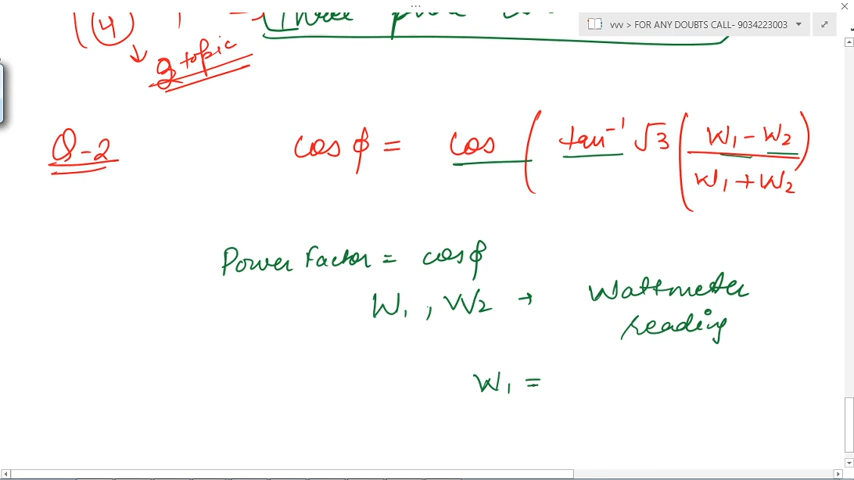 vvv > FOR ANY DOUBTS CALL- 9034223003
(4)
3 topic
Q-2 cos φ = cos ( tan⁻¹ √3 ( W₁ - W₂ / W₁ + W₂ )
Power factor = cosφ
W₁ , W₂ → Wattmeter
reading
W₁ =